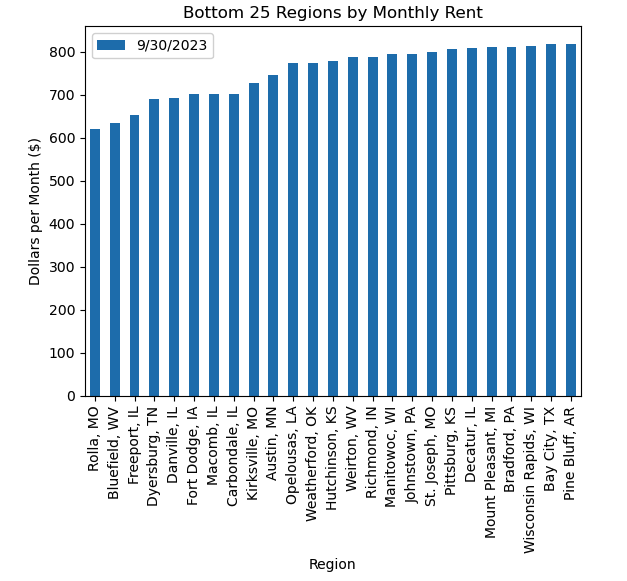 Bottom 25 Regions by Monthly Rent
9/30/2023
Dollars per Month ($)
800
700
600
500
400
300
200
100
0
Rolla, MO
Bluefield, WV
Freeport, IL
Dyersburg, TN
Danville, IL
Fort Dodge, IA
Macomb, IL
Carbondale, IL
Kirksville, MO
Austin, MN
Opelousas, LA
Weatherford, OK
Hutchinson, KS
Weirton, WV
Richmond, IN
Manitowoc, WI
Johnstown, PA
St. Joseph, MO
Pittsburg, KS
Decatur, IL
Mount Pleasant, MI
Bradford, PA
Wisconsin Rapids, WI
Bay City, TX
Pine Bluff, AR
Region